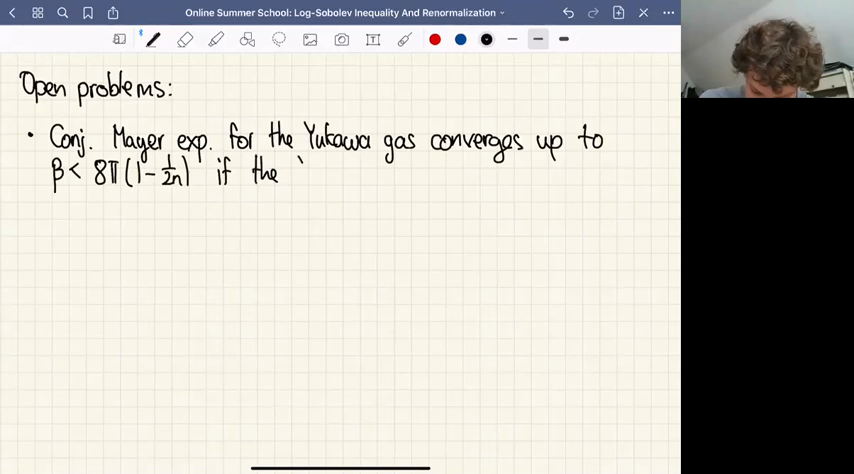 Online Summer School: Log-Sobolev Inequality And Renormalization
Open problems:
• Conj. Mayer exp. for the Yukawa gas converges up to
β < 8π(1-1/2n) if the